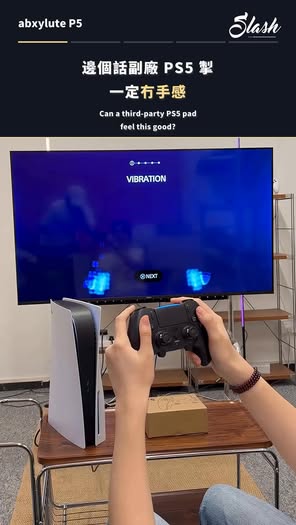 abxylute P5
Slash
邊個話副廠 PS5 掣
一定冇手感
Can a third-party PS5 pad
feel this good?
VIBRATION
NEXT